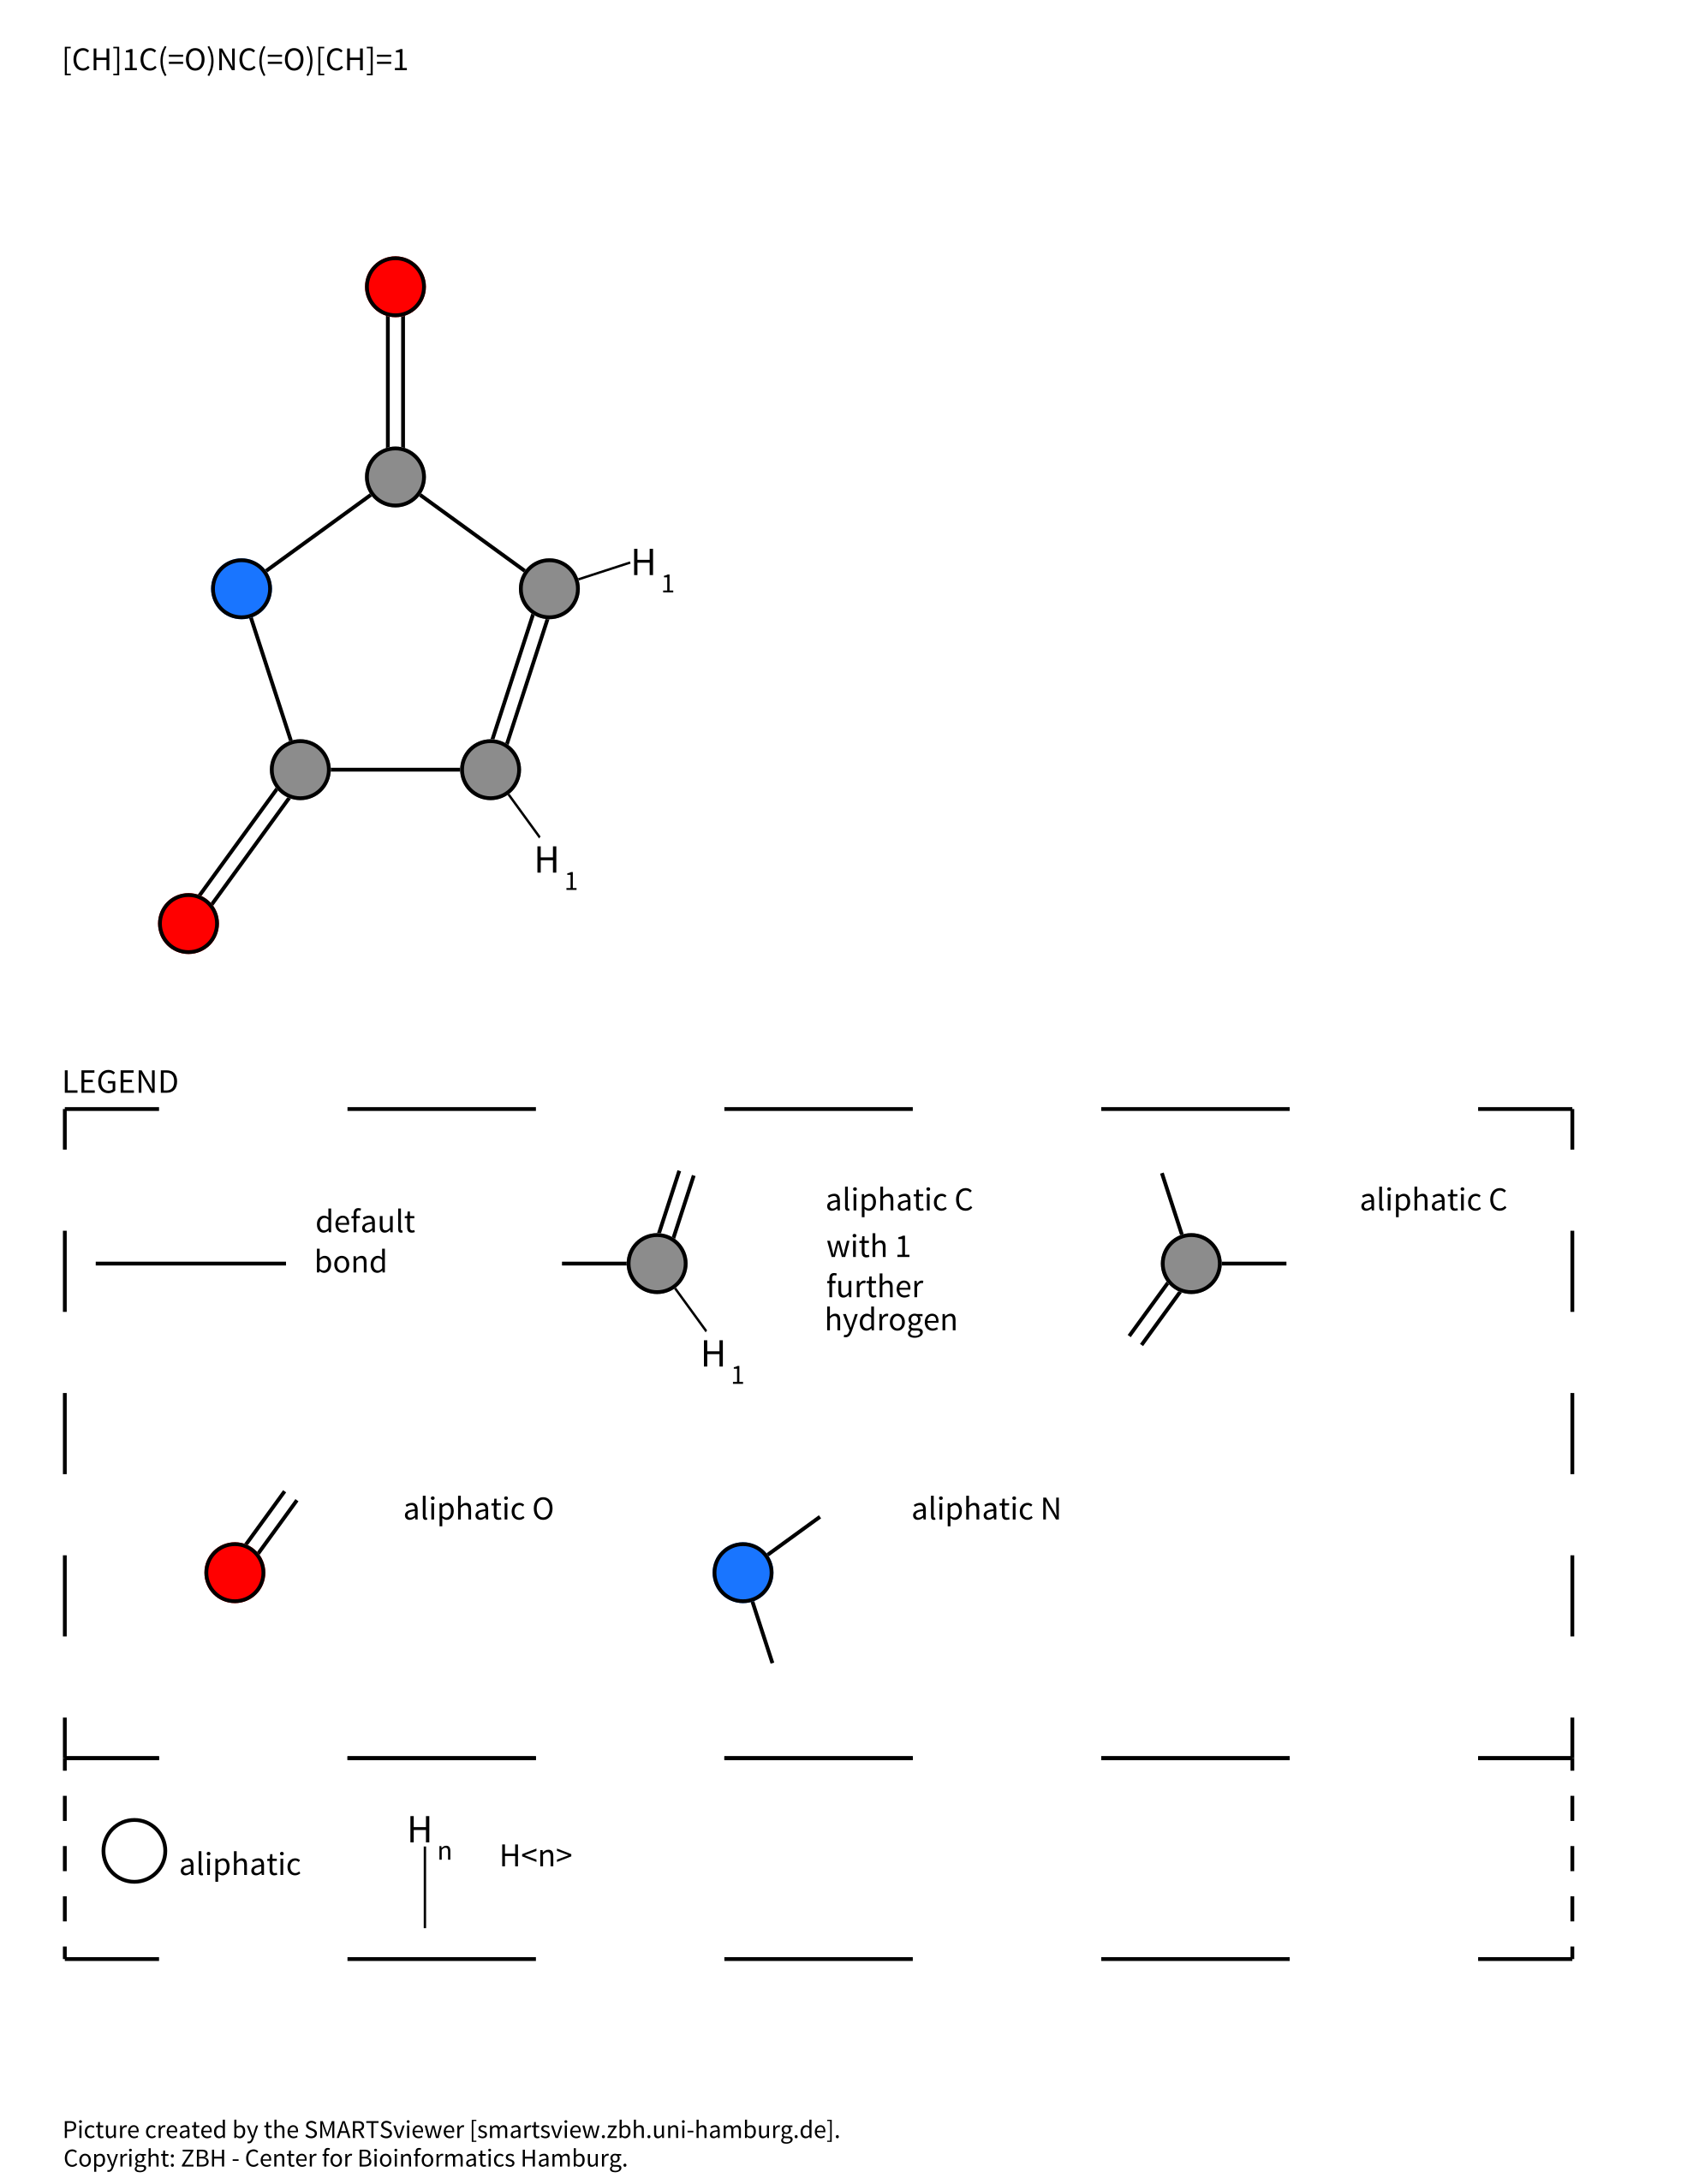 [CH]1C(=O)NC(=O)[CH]=1
H 1
H 1
LEGEND
default
bond
H 1
aliphatic C
with 1
further
hydrogen
aliphatic C
aliphatic O
aliphatic N
aliphatic
H n
H<n>
Picture created by the SMARTSviewer [smartsview.zbh.uni-hamburg.de].
Copyright: ZBH - Center for Bioinformatics Hamburg.